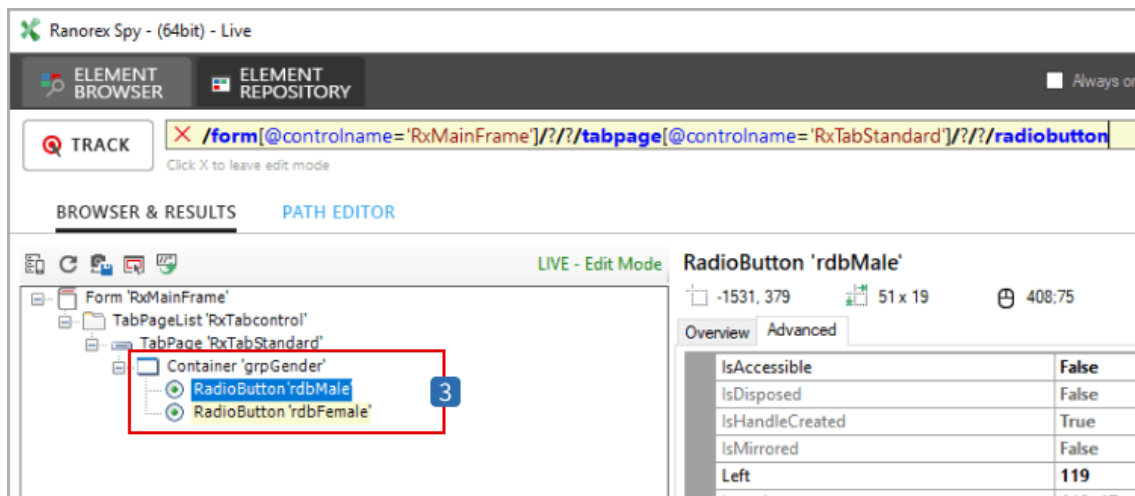 Ranorex Spy - (64bit) - Live
ELEMENT BROWSER
ELEMENT REPOSITORY
Always
TRACK
/form[@controlname='RxMainFrame']/?/?/tabpage[@controlname='RxTabStandard']/?/?/radiobutton
Click X to leave edit mode
BROWSER & RESULTS
PATH EDITOR
LIVE - Edit Mode
Form 'RxMainFrame'
TabPageList 'RxTabcontrol'
TabPage 'RxTabStandard'
Container 'grpGender'
RadioButton 'rdbMale'
RadioButton 'rdbFemale'
3
RadioButton 'rdbMale'
-1531, 379
51 x 19
408;75
Overview
Advanced
IsAccessible False
IsDisposed False
IsHandleCreated True
IsMirrored False
Left 119